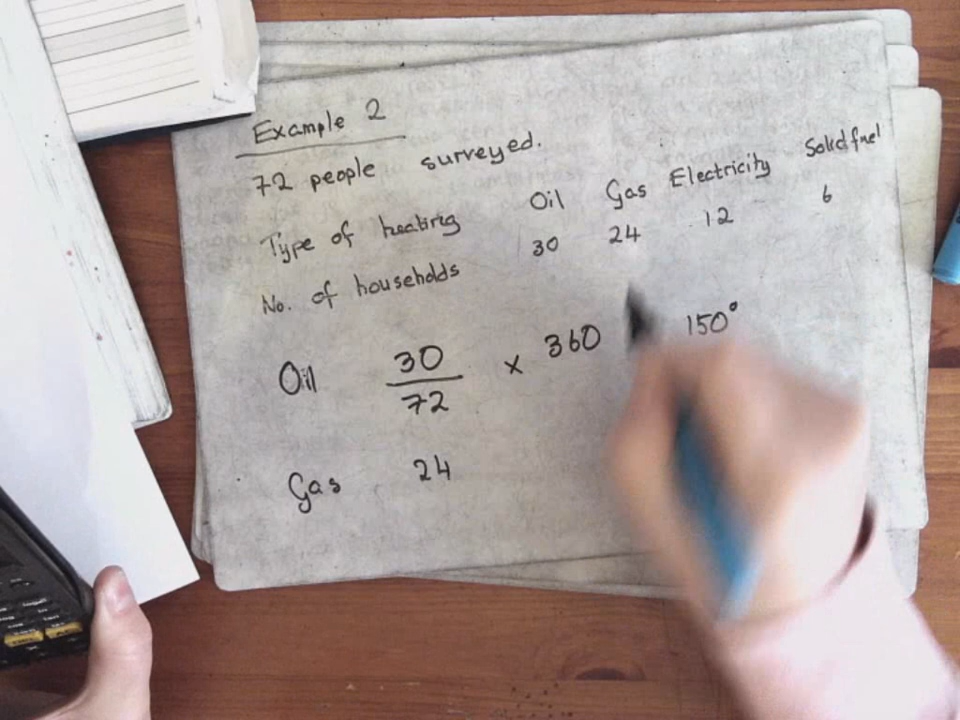 Example 2
72 people surveyed.
Type of heating Oil Gas Electricity Solid fuel
No. of households 30 24 12 6
Oil 30/72 x 360 150°
Gas 24